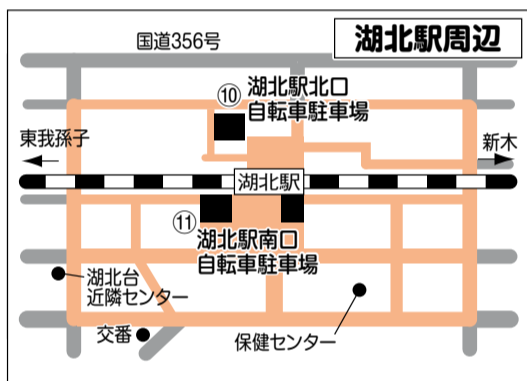 国道356号
湖北駅周辺
⑩
湖北駅北口
自転車駐車場
東我孫子
新木
湖北駅
⑪
湖北駅南口
自転車駐車場
湖北台
近隣センター
交番
保健センター